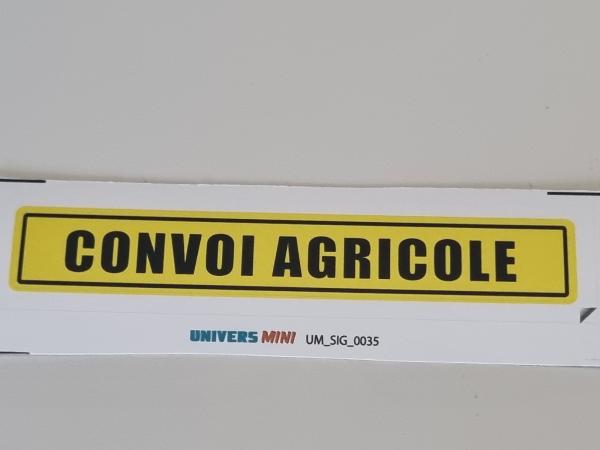 CONVOI AGRICOLE
UNIVERS MINI UM_SIG_0035